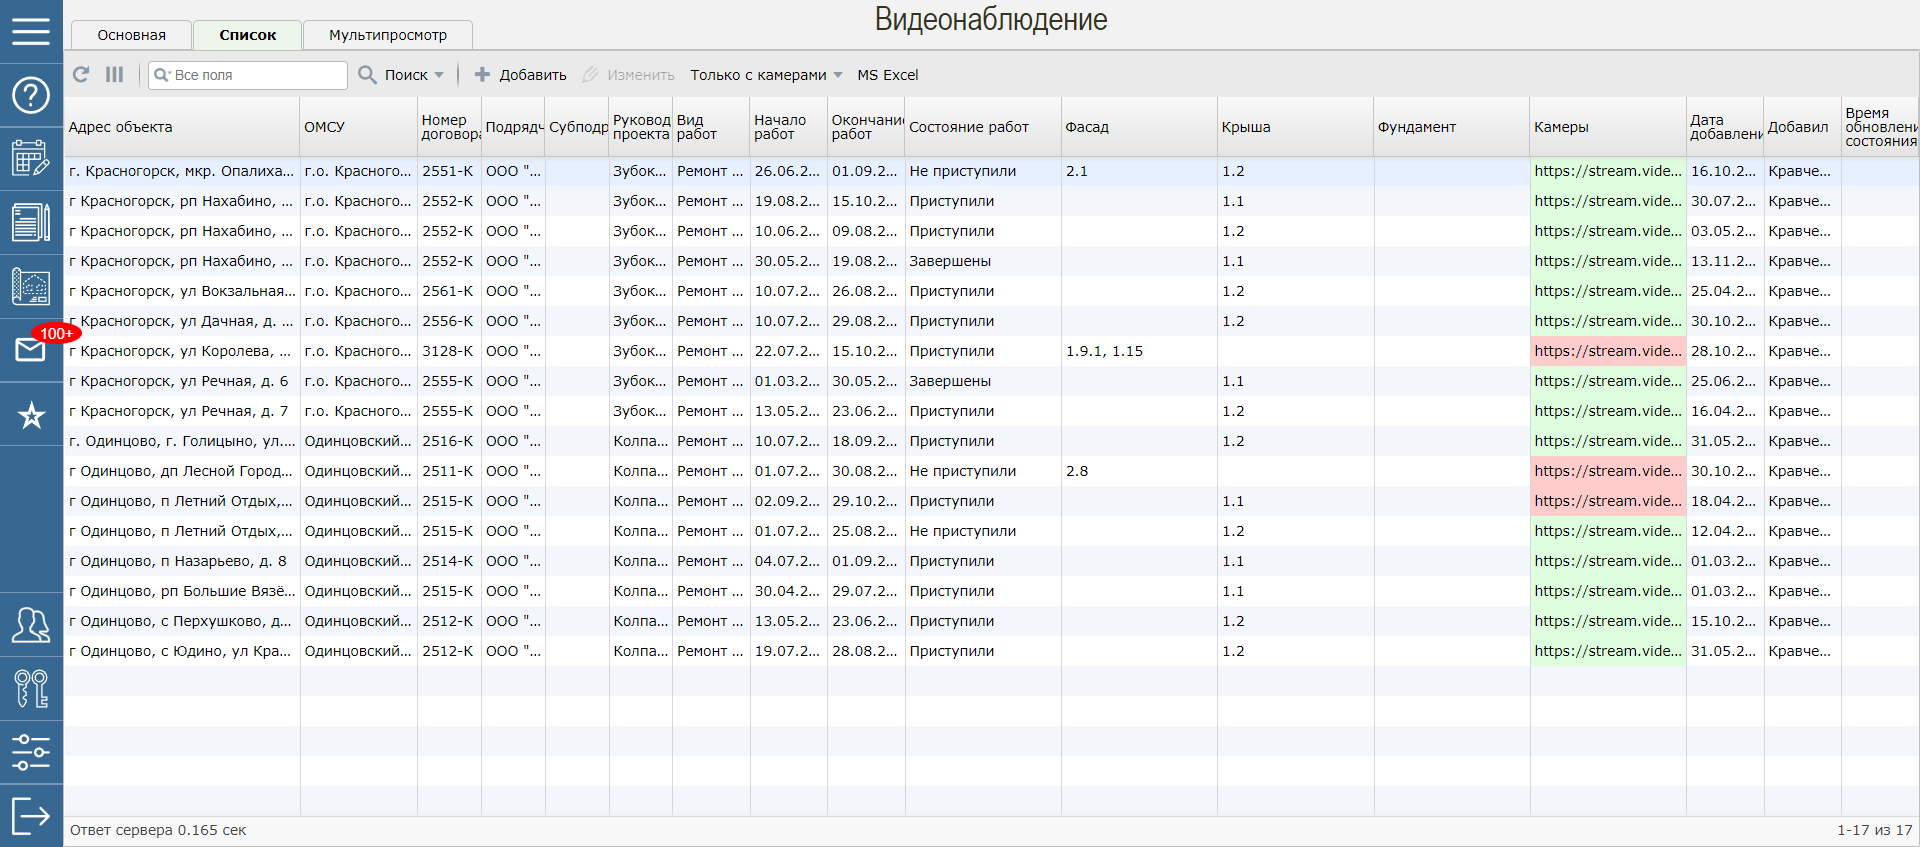 Видеонаблюдение
Основная Список Мультипросмотр
Все поля Поиск Добавить Изменить Только с камерами MS Excel
Адрес объекта ОМСУ Номер договора Подрядч Субподр Руковод проекта Вид работ Начало работ Окончание работ Состояние работ Фасад Крыша Фундамент Камеры Дата добавлени Добавил Время обновлени состояния
г. Красногорск, мкр. Опалиха... г.о. Красного... 2551-К ООО "... Зубок... Ремонт ... 26.06.2... 01.09.2... Не приступили 2.1 1.2 https://stream.vide... 16.10.2... Кравче...
г Красногорск, рп Нахабино, ... г.о. Красного... 2552-К ООО "... Зубок... Ремонт ... 19.08.2... 15.10.2... Приступили 1.1 https://stream.vide... 30.07.2... Кравче...
г Красногорск, рп Нахабино, ... г.о. Красного... 2552-К ООО "... Зубок... Ремонт ... 10.06.2... 09.08.2... Приступили 1.2 https://stream.vide... 03.05.2... Кравче...
г Красногорск, рп Нахабино, ... г.о. Красного... 2552-К ООО "... Зубок... Ремонт ... 30.05.2... 19.08.2... Завершены 1.1 https://stream.vide... 13.11.2... Кравче...
г Красногорск, ул Вокзальная... г.о. Красного... 2561-К ООО "... Зубок... Ремонт ... 10.07.2... 26.08.2... Приступили 1.2 https://stream.vide... 25.04.2... Кравче...
100+
г Красногорск, ул Дачная, д. ... г.о. Красного... 2556-К ООО "... Зубок... Ремонт ... 10.07.2... 29.08.2... Приступили 1.2 https://stream.vide... 30.10.2... Кравче...
г Красногорск, ул Королева, ... г.о. Красного... 3128-К ООО "... Зубок... Ремонт ... 22.07.2... 15.10.2... Приступили 1.9.1, 1.15 https://stream.vide... 28.10.2... Кравче...
г Красногорск, ул Речная, д. 6 г.о. Красного... 2555-К ООО "... Зубок... Ремонт ... 01.03.2... 30.05.2... Завершены 1.1 https://stream.vide... 25.06.2... Кравче...
г Красногорск, ул Речная, д. 7 г.о. Красного... 2555-К ООО "... Зубок... Ремонт ... 13.05.2... 23.06.2... Приступили 1.2 https://stream.vide... 16.04.2... Кравче...
г. Одинцово, г. Голицыно, ул.... Одинцовский... 2516-К ООО "... Колпа... Ремонт ... 10.07.2... 18.09.2... Приступили 1.2 https://stream.vide... 31.05.2... Кравче...
г Одинцово, дп Лесной Город... Одинцовский... 2511-К ООО "... Колпа... Ремонт ... 01.07.2... 30.08.2... Не приступили 2.8 https://stream.vide... 30.10.2... Кравче...
г Одинцово, п Летний Отдых,... Одинцовский... 2515-К ООО "... Колпа... Ремонт ... 02.09.2... 29.10.2... Приступили 1.1 https://stream.vide... 18.04.2... Кравче...
г Одинцово, п Летний Отдых,... Одинцовский... 2515-К ООО "... Колпа... Ремонт ... 01.07.2... 25.08.2... Не приступили 1.2 https://stream.vide... 12.04.2... Кравче...
г Одинцово, п Назарьево, д. 8 Одинцовский... 2514-К ООО "... Колпа... Ремонт ... 04.07.2... 01.09.2... Приступили 1.1 https://stream.vide... 01.03.2... Кравче...
г Одинцово, рп Большие Вязё... Одинцовский... 2515-К ООО "... Колпа... Ремонт ... 30.04.2... 29.07.2... Приступили 1.1 https://stream.vide... 01.03.2... Кравче...
г Одинцово, с Перхушково, д... Одинцовский... 2512-К ООО "... Колпа... Ремонт ... 13.05.2... 23.06.2... Приступили 1.2 https://stream.vide... 15.10.2... Кравче...
г Одинцово, с Юдино, ул Кра... Одинцовский... 2512-К ООО "... Колпа... Ремонт ... 19.07.2... 28.08.2... Приступили 1.2 https://stream.vide... 31.05.2... Кравче...
Ответ сервера 0.165 сек 1-17 из 17